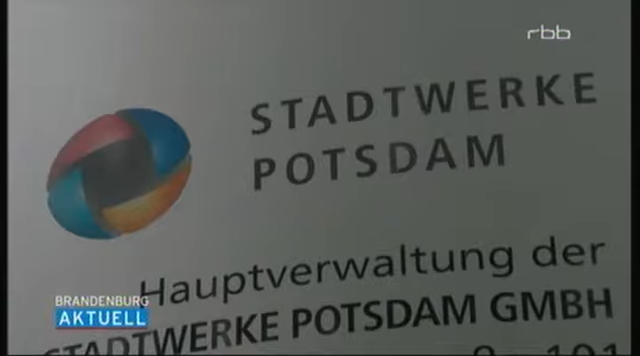 rbb
STADTWERKE
POTSDAM
Hauptverwaltung der
STADTWERKE POTSDAM GMBH
BRANDENBURG
AKTUELL